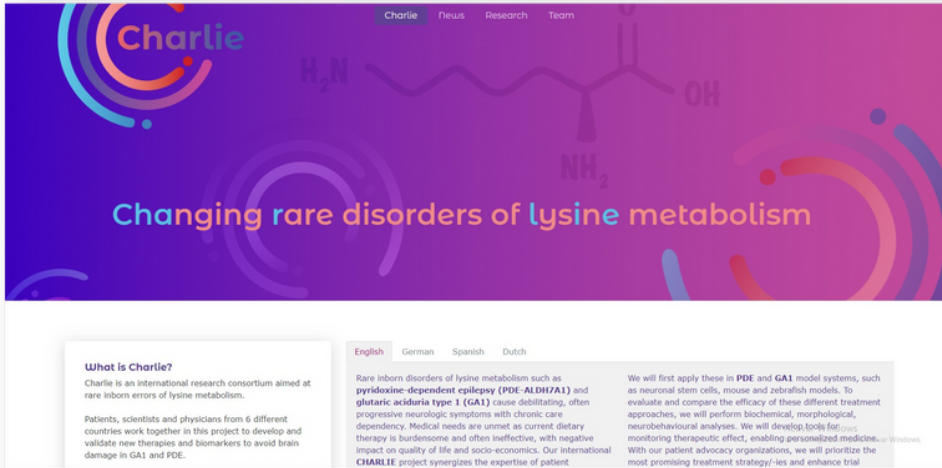 Charlie
Charlie News Research Team
H2N
OH
NH2
Changing rare disorders of lysine metabolism
What is Charlie?
Charlie is an international research consortium aimed at
rare inborn errors of lysine metabolism.
Patients, scientists and physicians from 6 different
countries work together in this project to develop and
validate new therapies and biomarkers to avoid brain
damage in GA1 and PDE.
English German Spanish Dutch
Rare inborn disorders of lysine metabolism such as
pyridoxine-dependent epilepsy (PDE-ALDH7A1) and
glutaric aciduria type 1 (GA1) cause debilitating, often
progressive neurologic symptoms with chronic care
dependency. Medical needs are unmet as current dietary
therapy is burdensome and often ineffective, with negative
impact on quality of life and socio-economics. Our international
CHARLIE project synergizes the expertise of patient
We will first apply these in PDE and GA1 model systems, such
as neuronal stem cells, mouse and zebrafish models. To
evaluate and compare the efficacy of these different treatment
approaches, we will perform biochemical, morphological,
neurobehavioural analyses. We will develop tools for
monitoring therapeutic effect, enabling personalized medicine.
With our patient advocacy organizations, we will prioritize the
most promising treatment strategy/-ies and enhance trial